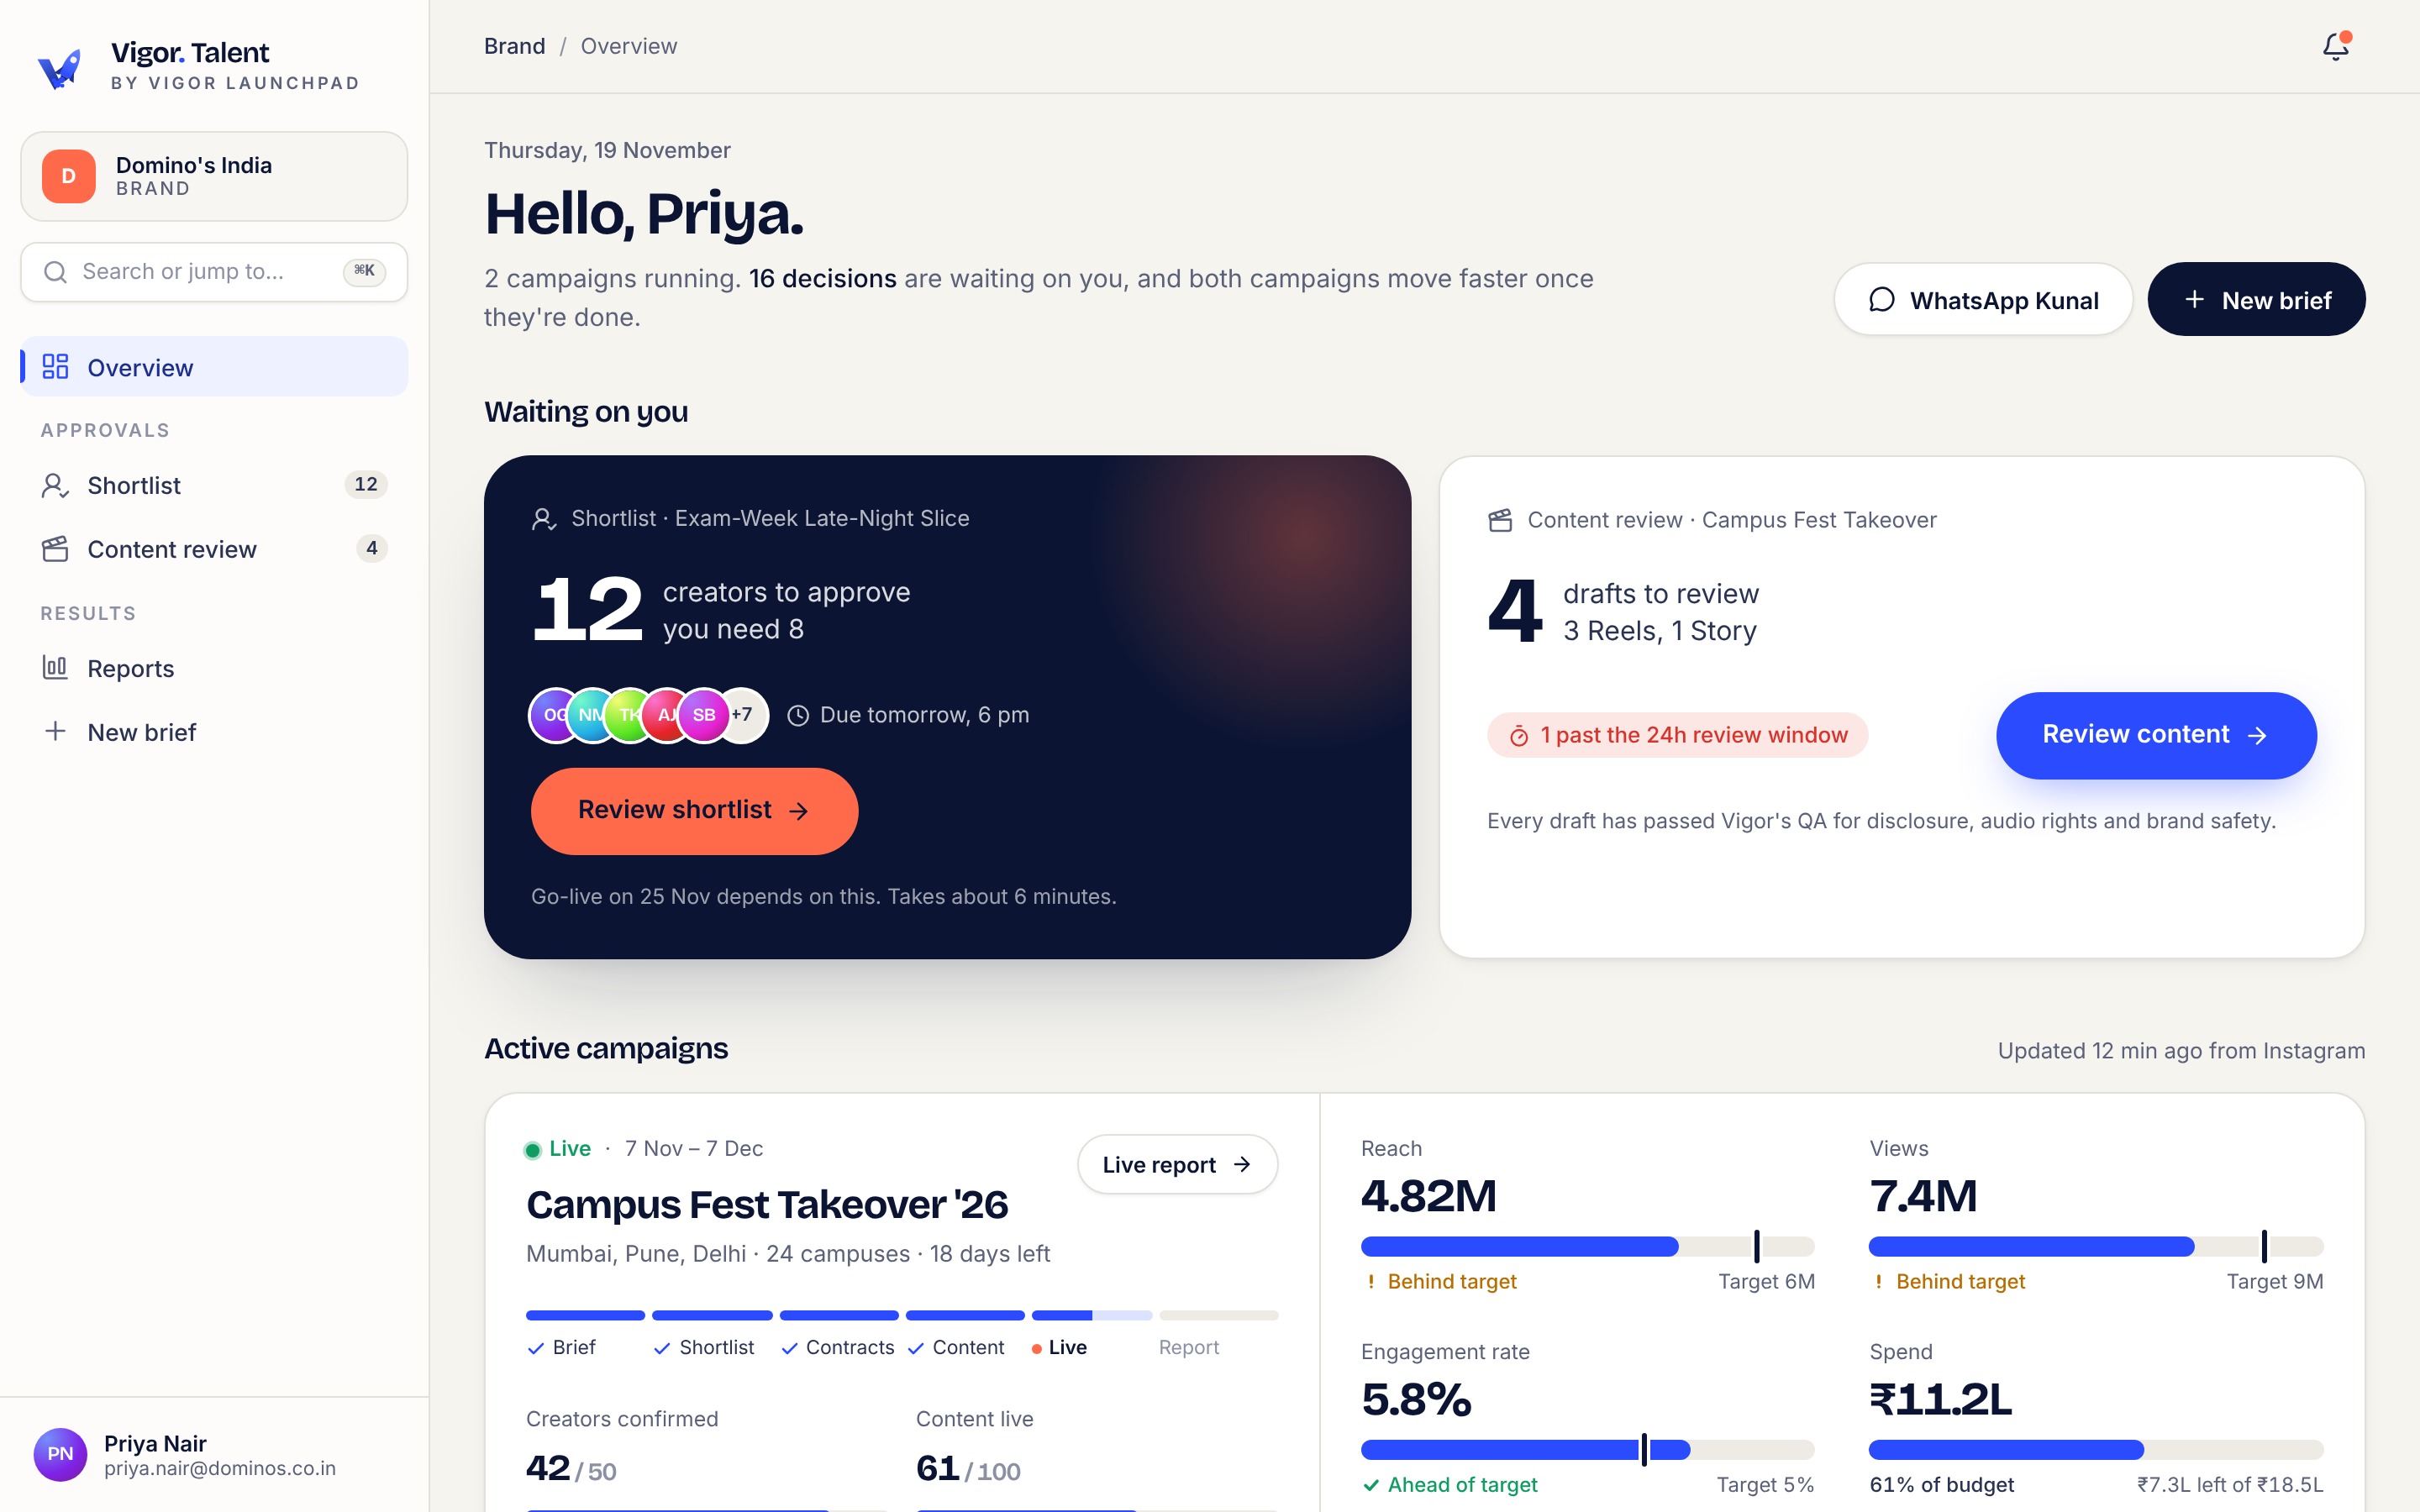 Vigor. Talent
BY VIGOR LAUNCHPAD
D
Domino's India
BRAND
Search or jump to...
⌘K
Overview
APPROVALS
Shortlist
12
Content review
4
RESULTS
Reports
New brief
PN
Priya Nair
priya.nair@dominos.co.in
Brand / Overview
Thursday, 19 November
Hello, Priya.
2 campaigns running. 16 decisions are waiting on you, and both campaigns move faster once
they're done.
WhatsApp Kunal
New brief
Waiting on you
Shortlist · Exam-Week Late-Night Slice
12
creators to approve
you need 8
OG NM TK AJ SB +7
Due tomorrow, 6 pm
Review shortlist
Go-live on 25 Nov depends on this. Takes about 6 minutes.
Content review · Campus Fest Takeover
4
drafts to review
3 Reels, 1 Story
1 past the 24h review window
Review content
Every draft has passed Vigor's QA for disclosure, audio rights and brand safety.
Active campaigns
Updated 12 min ago from Instagram
Live · 7 Nov – 7 Dec
Live report
Campus Fest Takeover '26
Mumbai, Pune, Delhi · 24 campuses · 18 days left
Brief
Shortlist
Contracts
Content
Live
Report
Creators confirmed
42 / 50
Content live
61 / 100
Reach
4.82M
Behind target
Target 6M
Views
7.4M
Behind target
Target 9M
Engagement rate
5.8%
Ahead of target
Target 5%
Spend
₹11.2L
61% of budget
₹7.3L left of ₹18.5L